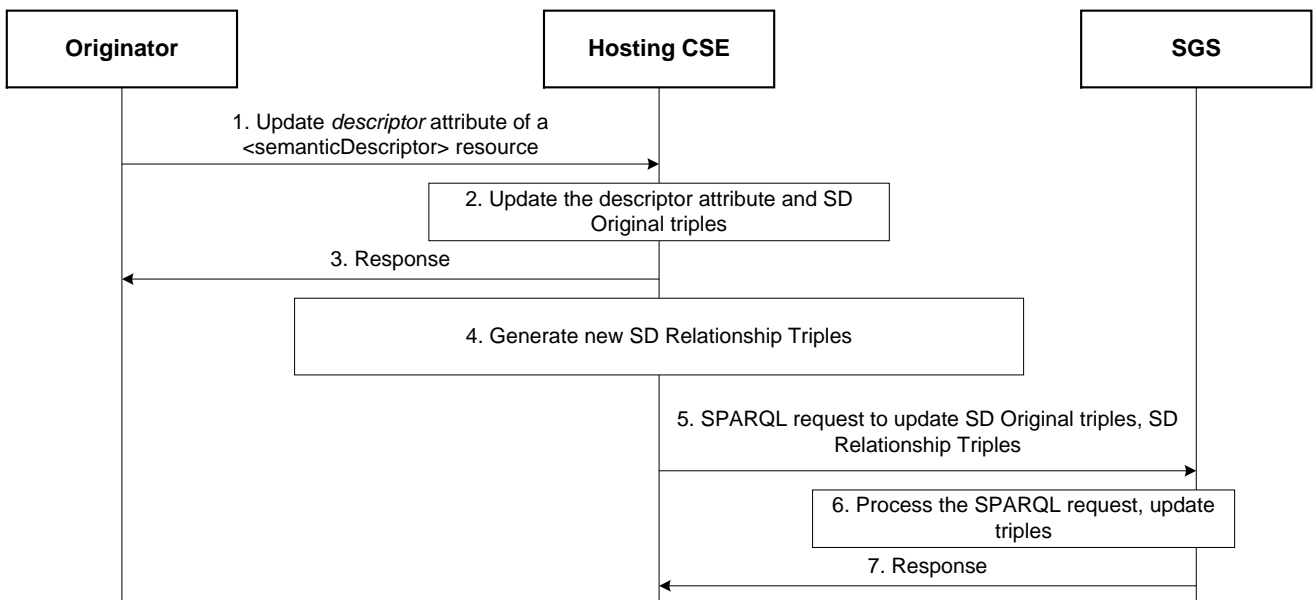 Originator
Hosting CSE
SGS
1. Update descriptor attribute of a
<semanticDescriptor> resource
2. Update the descriptor attribute and SD
Original triples
3. Response
4. Generate new SD Relationship Triples
5. SPARQL request to update SD Original triples, SD
Relationship Triples
6. Process the SPARQL request, update
triples
7. Response